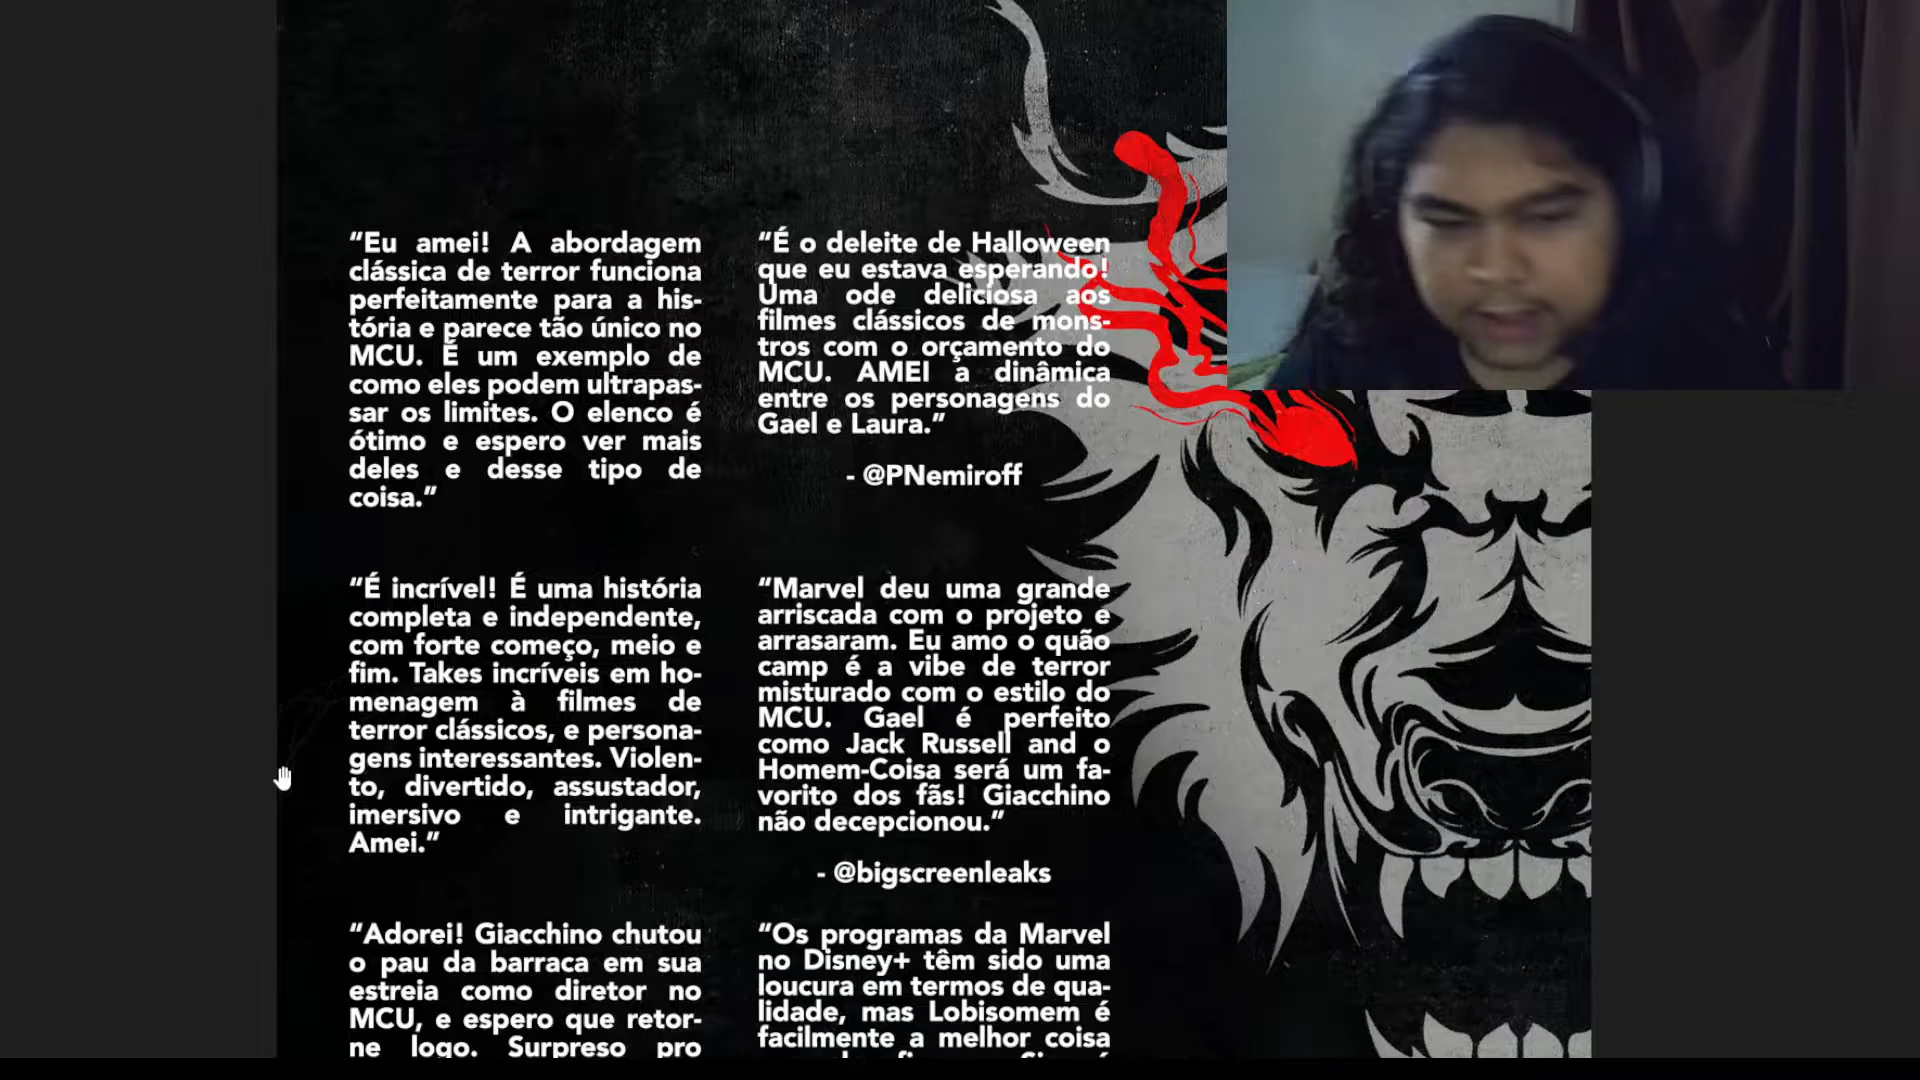 “Eu amei! A abordagem
clássica de terror funciona
perfeitamente para a his-
tória e parece tão único no
MCU. É um exemplo de
como eles podem ultrapas-
sar os limites. O elenco é
ótimo e espero ver mais
deles e desse tipo de
coisa.”
“É incrível! É uma história
completa e independente,
com forte começo, meio e
fim. Takes incríveis em ho-
menagem à filmes de
terror clássicos, e persona-
gens interessantes. Violen-
to, divertido, assustador,
imersivo e intrigante.
Amei.”
“Adorei! Giacchino chutou
o pau da barraca em sua
estreia como diretor no
MCU, e espero que retor-
ne logo. Surpreso pro
“É o deleite de Halloween
que eu estava esperando!
Uma ode deliciosa aos
filmes clássicos de mons-
tros com o orçamento do
MCU. AMEI a dinâmica
entre os personagens do
Gael e Laura.”
- @PNemiroff
“Marvel deu uma grande
arriscada com o projeto e
arrasaram. Eu amo o quão
camp é a vibe de terror
misturado com o estilo do
MCU. Gael é perfeito
como Jack Russell and o
Homem-Coisa será um fa-
vorito dos fãs! Giacchino
não decepcionou.”
- @bigscreenleaks
“Os programas da Marvel
no Disney+ têm sido uma
loucura em termos de qua-
lidade, mas Lobisomem é
facilmente a melhor coisa